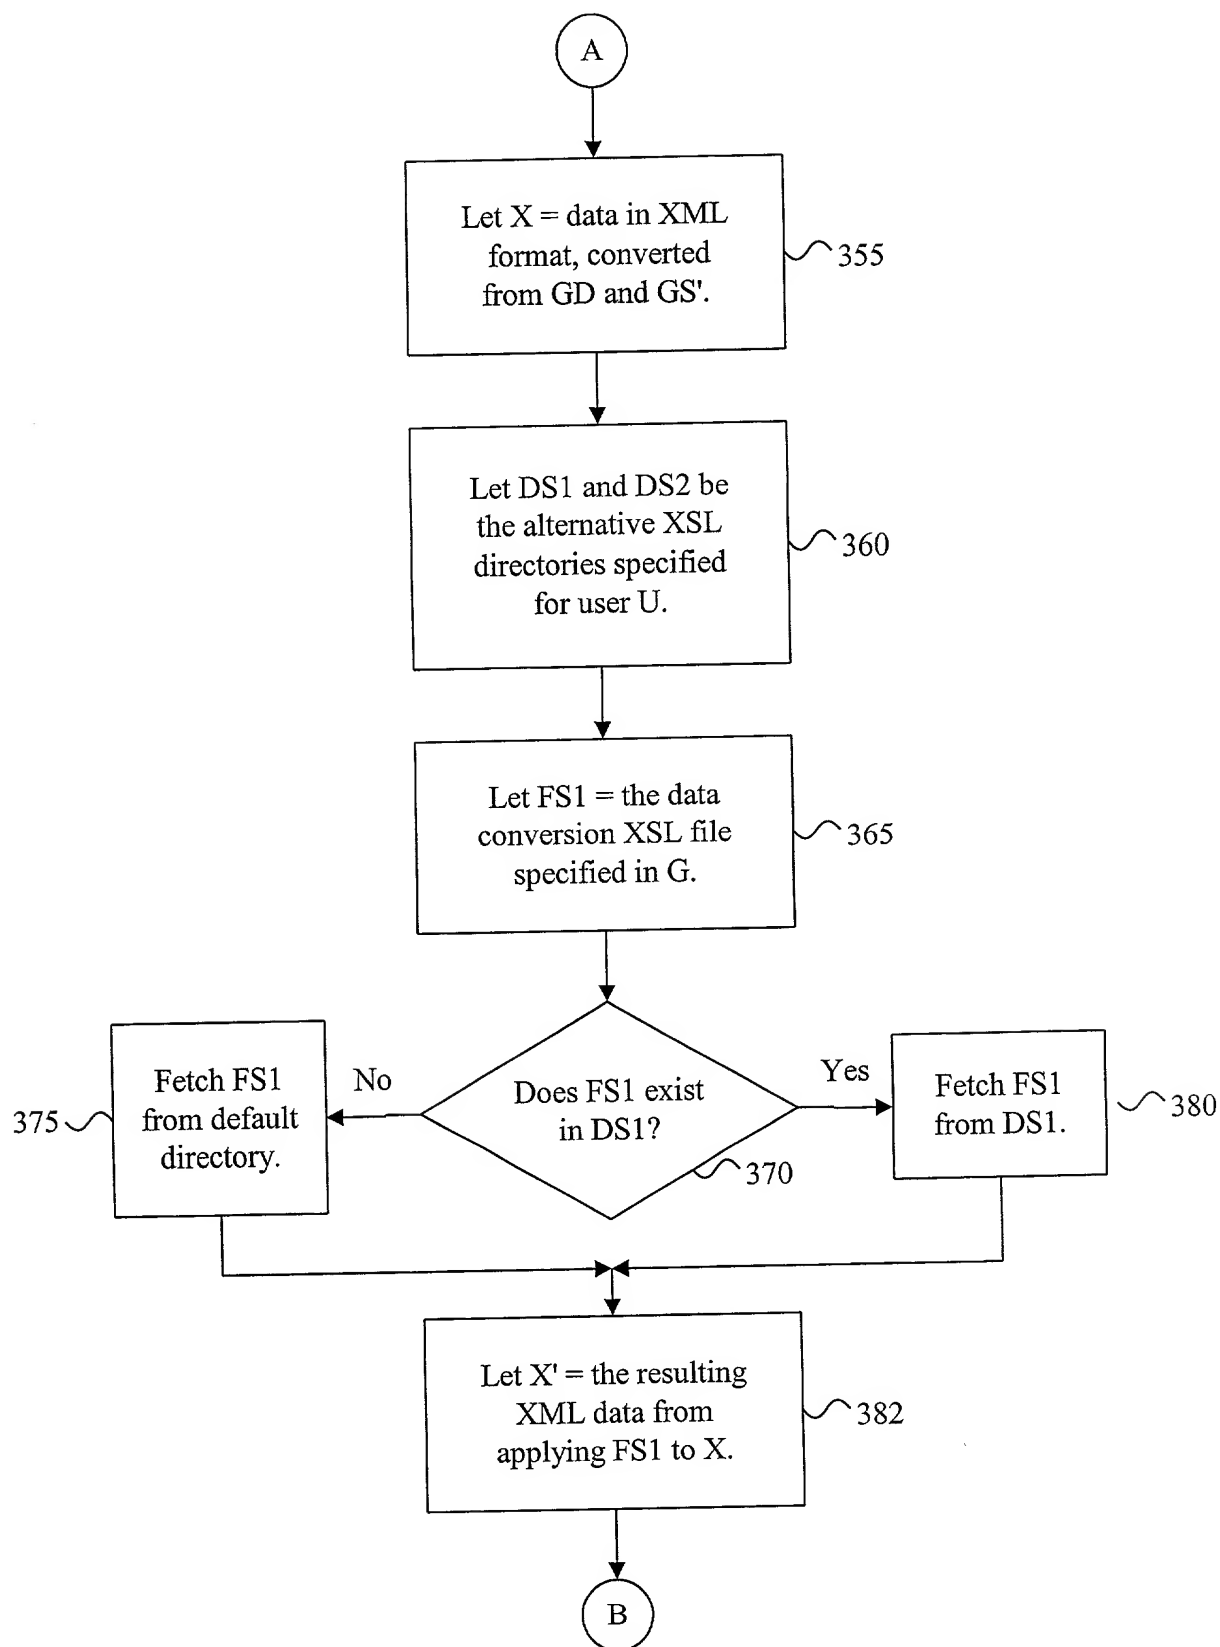 A
Let X = data in XML
format, converted
from GD and GS'.
355
Let DS1 and DS2 be
the alternative XSL
directories specified
for user U.
360
Let FS1 = the data
conversion XSL file
specified in G.
365
Fetch FS1
from default
directory.
375
No
Does FS1 exist
in DS1?
370
Yes
Fetch FS1
from DS1.
380
Let X' = the resulting
XML data from
applying FS1 to X.
382
B